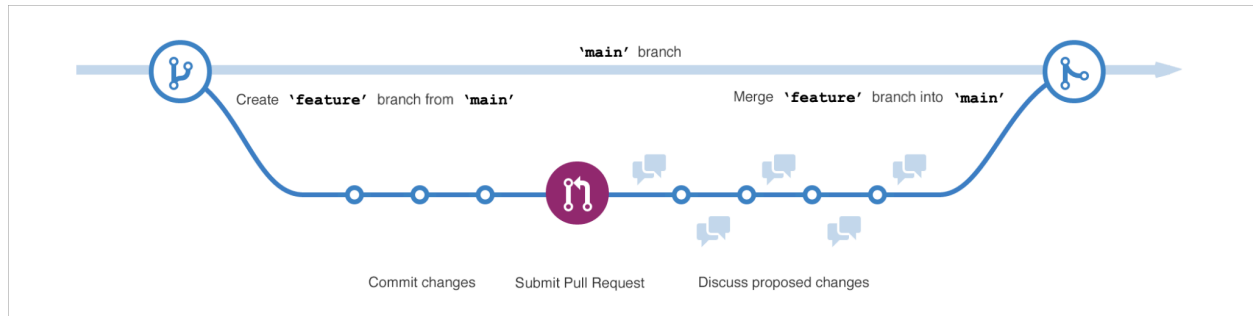 ‘main’ branch
Create ‘feature’ branch from ‘main’
Merge ‘feature’ branch into ‘main’
Commit changes
Submit Pull Request
Discuss proposed changes